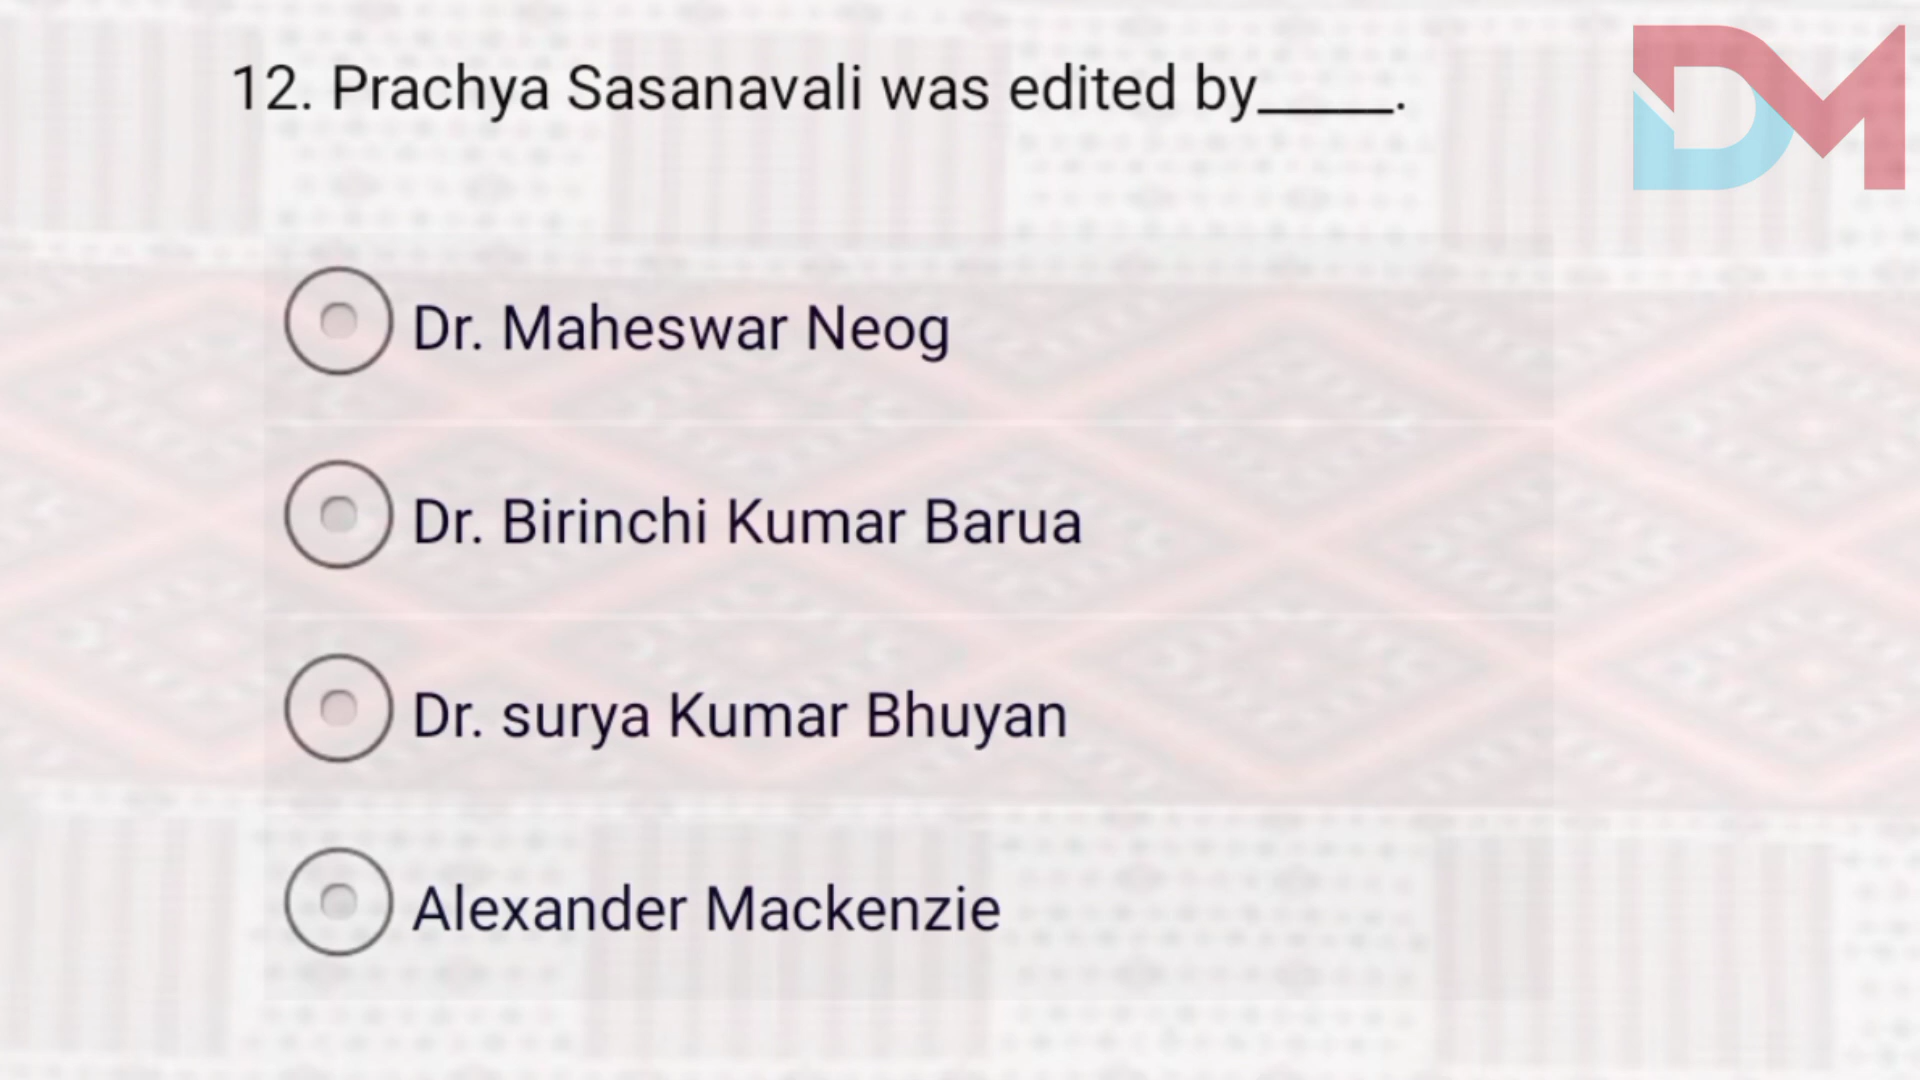 12. Prachya Sasanavali was edited by_____.
Dr. Maheswar Neog
Dr. Birinchi Kumar Barua
Dr. surya Kumar Bhuyan
Alexander Mackenzie
DM